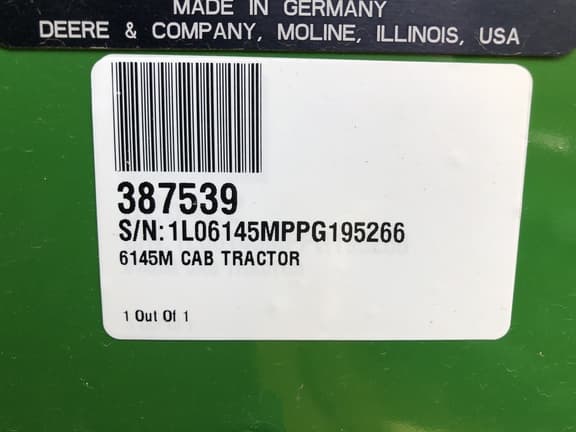 MADE IN GERMANY
DEERE & COMPANY, MOLINE, ILLINOIS, USA
387539
S/N:1L06145MPPG195266
6145M CAB TRACTOR
1 Out Of 1